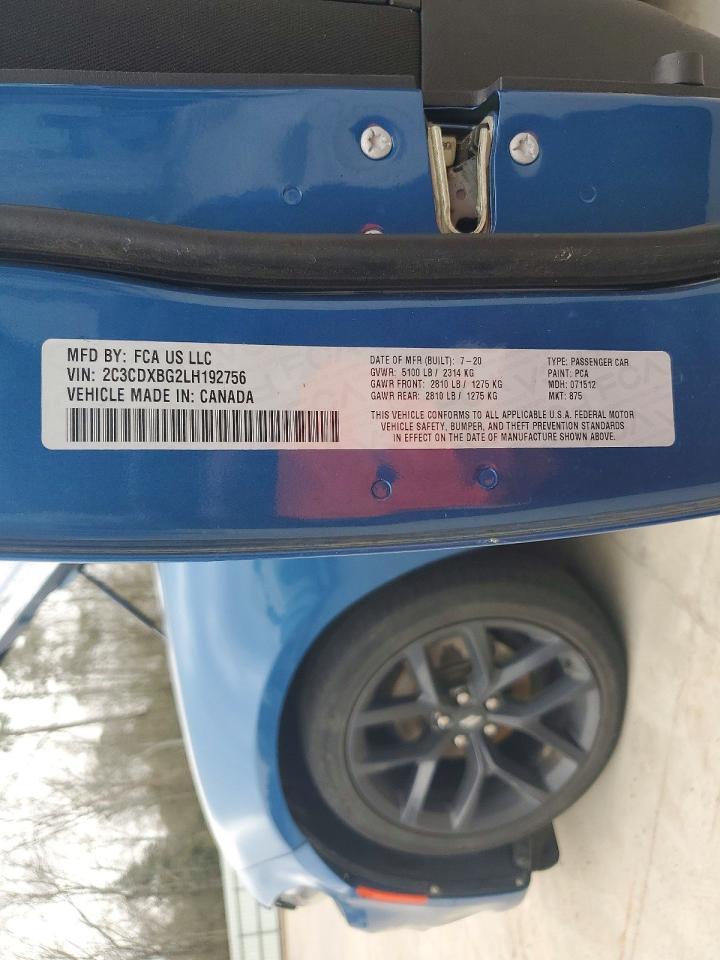 MFD BY: FCA US LLC
VIN: 2C3CDXBG2LH192756
VEHICLE MADE IN: CANADA
DATE OF MFR (BUILT): 7-20
GVWR: 5100 LB / 2314 KG
GAWR FRONT: 2810 LB / 1275 KG
GAWR REAR: 2810 LB / 1275 KG
TYPE: PASSENGER CAR
PAINT: PCA
MDH: 071512
MKT: 875
THIS VEHICLE CONFORMS TO ALL APPLICABLE U.S.A. FEDERAL MOTOR
VEHICLE SAFETY, BUMPER, AND THEFT PREVENTION STANDARDS
IN EFFECT ON THE DATE OF MANUFACTURE SHOWN ABOVE.